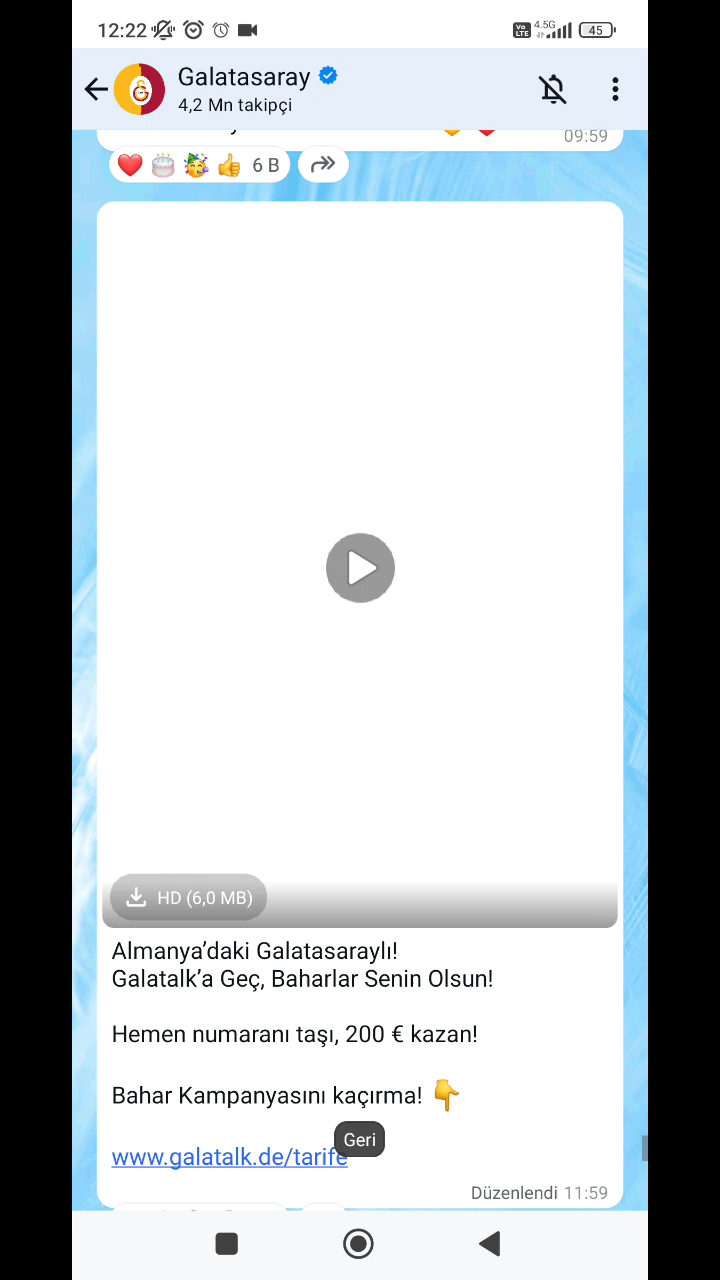 12:22
Vo LTE 4.5G 45
Galatasaray
4,2 Mn takipçi
09:59
6 B
HD (6,0 MB)
Almanya’daki Galatasaraylı!
Galatalk’a Geç, Baharlar Senin Olsun!
Hemen numaranı taşı, 200 € kazan!
Bahar Kampanyasını kaçırma! 👇
Geri
www.galatalk.de/tarife
Düzenlendi 11:59